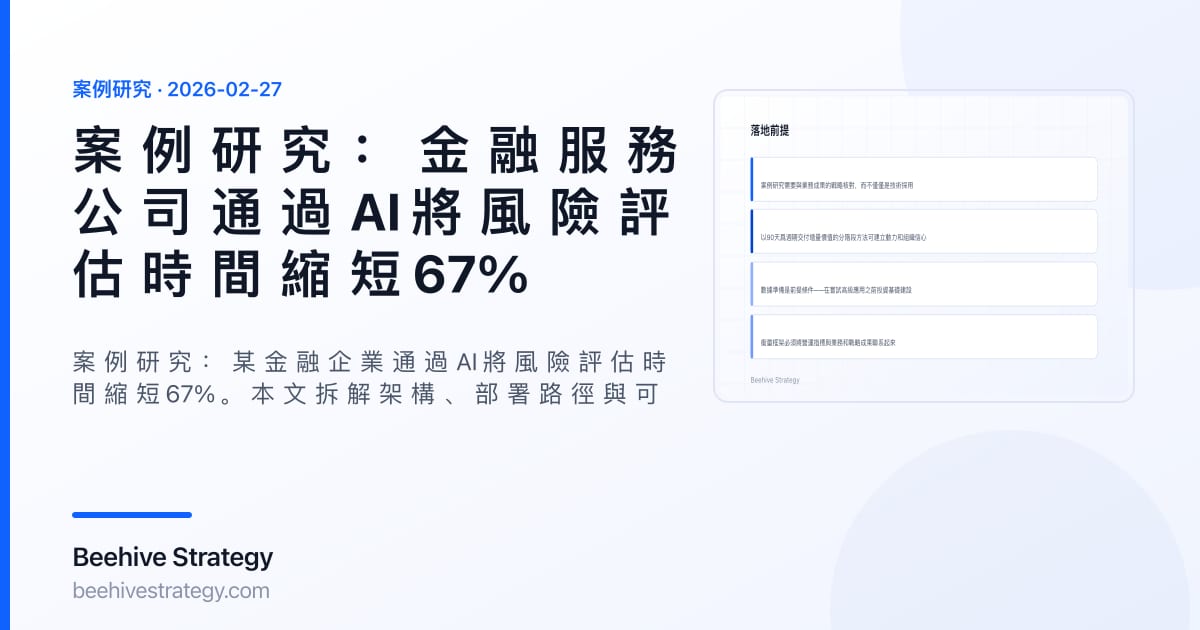 案例研究 · 2026-02-27
案例研究：金融服務
公司通過AI將風險評
估時間縮短67%
案例研究：某金融企業通過AI將風險評估時
間縮短67%。本文拆解架構、部署路徑與可
Beehive Strategy
beehivestrategy.com
落地前提
案例研究需要與業務成果的戰略核對，而不僅僅是技術採用
以90天爲週期交付增量價值的分階段方法可建立動力和組織信心
數據準備是前提條件——在嘗試高級應用之前投資基礎建設
衡量框架必須將營運指標與業務和戰略成果聯系起來
Beehive Strategy